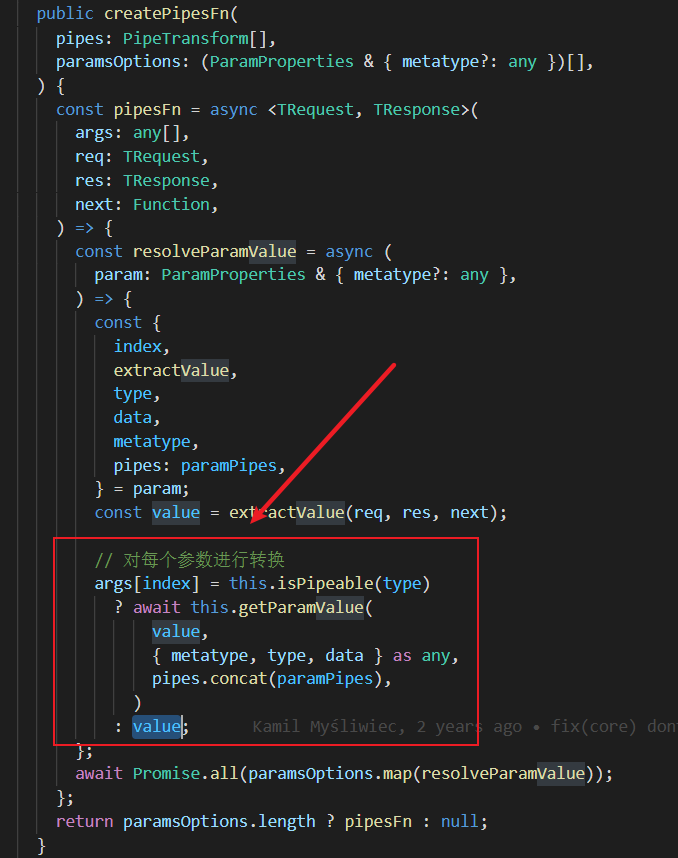 public createPipesFn(
pipes: PipeTransform[],
paramsOptions: (ParamProperties & { metatype?: any })[],
) {
const pipesFn = async <TRequest, TResponse>(
args: any[],
req: TRequest,
res: TResponse,
next: Function,
) => {
const resolveParamValue = async (
param: ParamProperties & { metatype?: any },
) => {
const {
index,
extractValue,
type,
data,
metatype,
pipes: paramPipes,
} = param;
const value = extractValue(req, res, next);
// 对每个参数进行转换
args[index] = this.isPipeable(type)
? await this.getParamValue(
value,
{ metatype, type, data } as any,
pipes.concat(paramPipes),
)
: value; Kamil Myśliwiec, 2 years ago • fix(core) don
};
await Promise.all(paramsOptions.map(resolveParamValue));
};
return paramsOptions.length ? pipesFn : null;
}